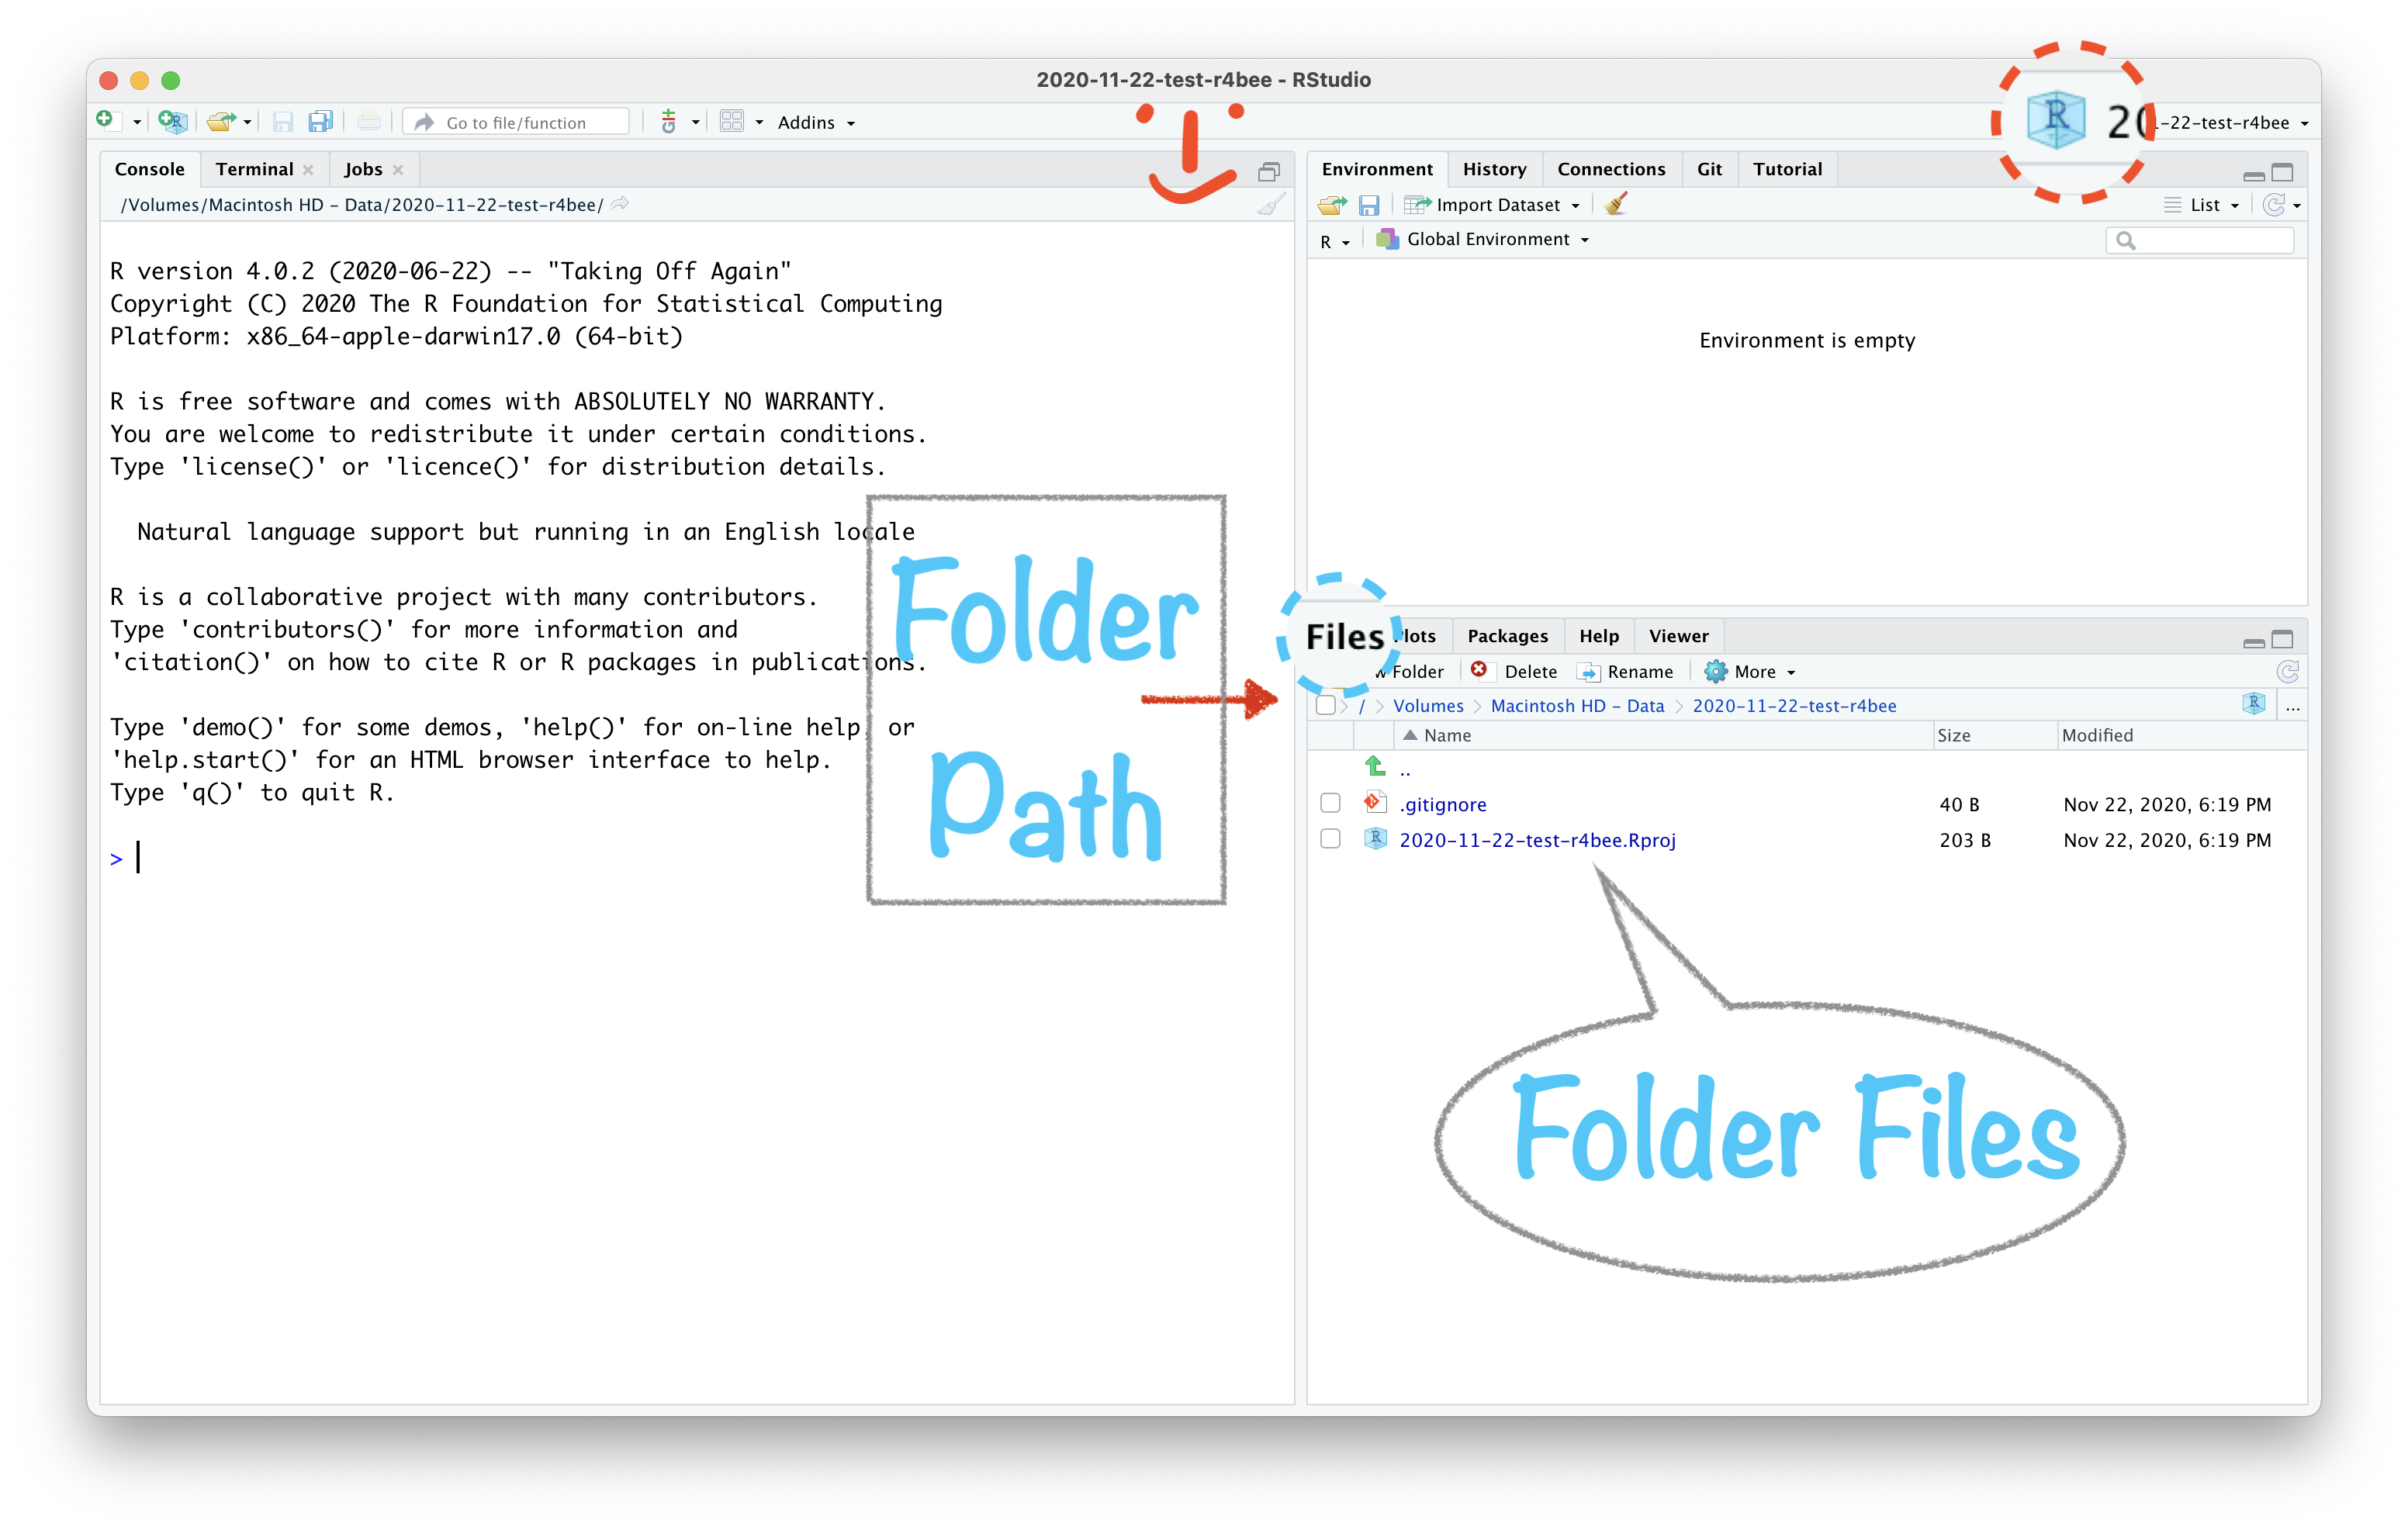 2020-11-22-test-r4bee - RStudio
Go to file/function
Addins
R 20
1-22-test-r4bee
Console
Terminal
Jobs
/Volumes/Macintosh HD - Data/2020-11-22-test-r4bee/
R version 4.0.2 (2020-06-22) -- "Taking Off Again"
Copyright (C) 2020 The R Foundation for Statistical Computing
Platform: x86_64-apple-darwin17.0 (64-bit)
R is free software and comes with ABSOLUTELY NO WARRANTY.
You are welcome to redistribute it under certain conditions.
Type 'license()' or 'licence()' for distribution details.
Natural language support but running in an English locale
R is a collaborative project with many contributors.
Type 'contributors()' for more information and
'citation()' on how to cite R or R packages in publications.
Type 'demo()' for some demos, 'help()' for on-line help, or
'help.start()' for an HTML browser interface to help.
Type 'q()' to quit R.
>
Folder
Path
Environment
History
Connections
Git
Tutorial
Import Dataset
List
R
Global Environment
Environment is empty
Files
Plots
Packages
Help
Viewer
w Folder
Delete
Rename
More
/ > Volumes > Macintosh HD - Data > 2020-11-22-test-r4bee
...
Name
Size
Modified
..
.gitignore 40 B Nov 22, 2020, 6:19 PM
2020-11-22-test-r4bee.Rproj 203 B Nov 22, 2020, 6:19 PM
Folder Files